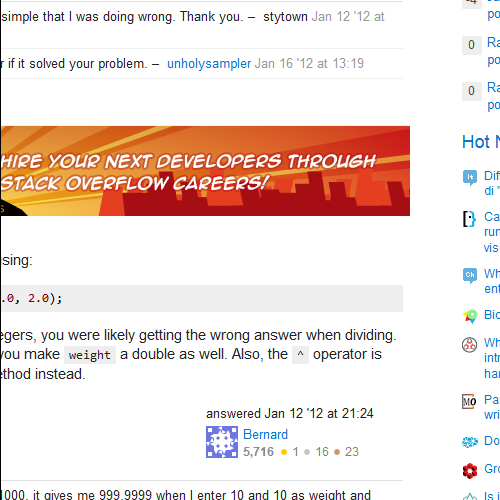 simple that I was doing wrong. Thank you. – stytown Jan 12 '12 at
r if it solved your problem. – unholysampler Jan 16 '12 at 13:19
HIRE YOUR NEXT DEVELOPERS THROUGH
STACK OVERFLOW CAREERS!
sing:
.0, 2.0);
egers, you were likely getting the wrong answer when dividing.
you make weight a double as well. Also, the ^ operator is
ethod instead.
answered Jan 12 '12 at 21:24
Bernard
5,716 1 16 23
1000, it gives me 999.9999 when I enter 10 and 10 as weight and
po
0 Ra
po
0 Ra
po
Hot N
Dif
di "
Ca
run
vis
Wh
ent
Bio
Wh
intr
hav
Pa
wri
Do
Gro
Is i